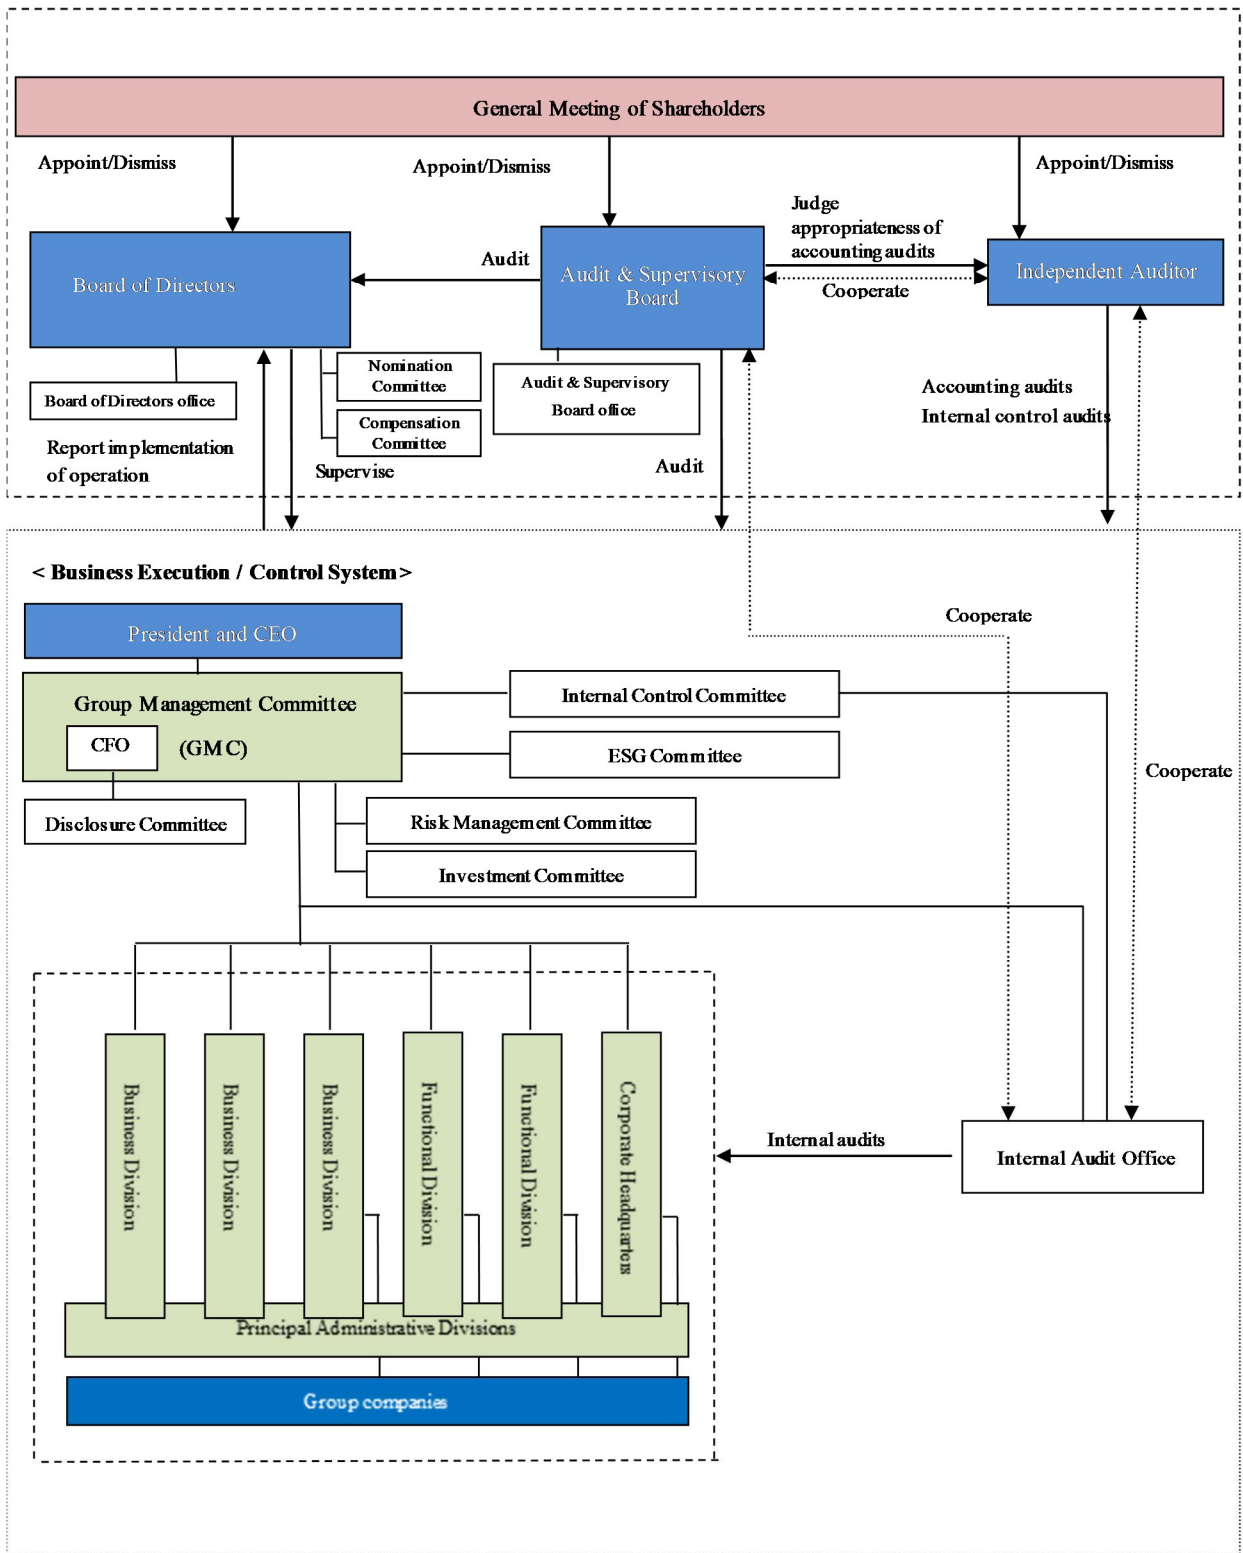 General Meeting of Shareholders
Appoint/Dismiss
Appoint/Dismiss
Appoint/Dismiss
Judge
appropriateness of
accounting audits
Board of Directors
Audit
Audit & Supervisory
Board
Cooperate
Independent Auditor
Board of Directors office
Nomination
Committee
Compensation
Committee
Audit & Supervisory
Board office
Accounting audits
Internal control audits
Report implementation
of operation
Supervise
Audit
< Business Execution / Control System>
President and CEO
Cooperate
Group Management Committee
CFO
(GMC)
Internal Control Committee
ESG Committee
Cooperate
Disclosure Committee
Risk Management Committee
Investment Committee
Business Division
Business Division
Business Division
Functional Division
Functional Division
Corporate Headquarters
Internal audits
Internal Audit Office
Principal Administrative Divisions
Group companies